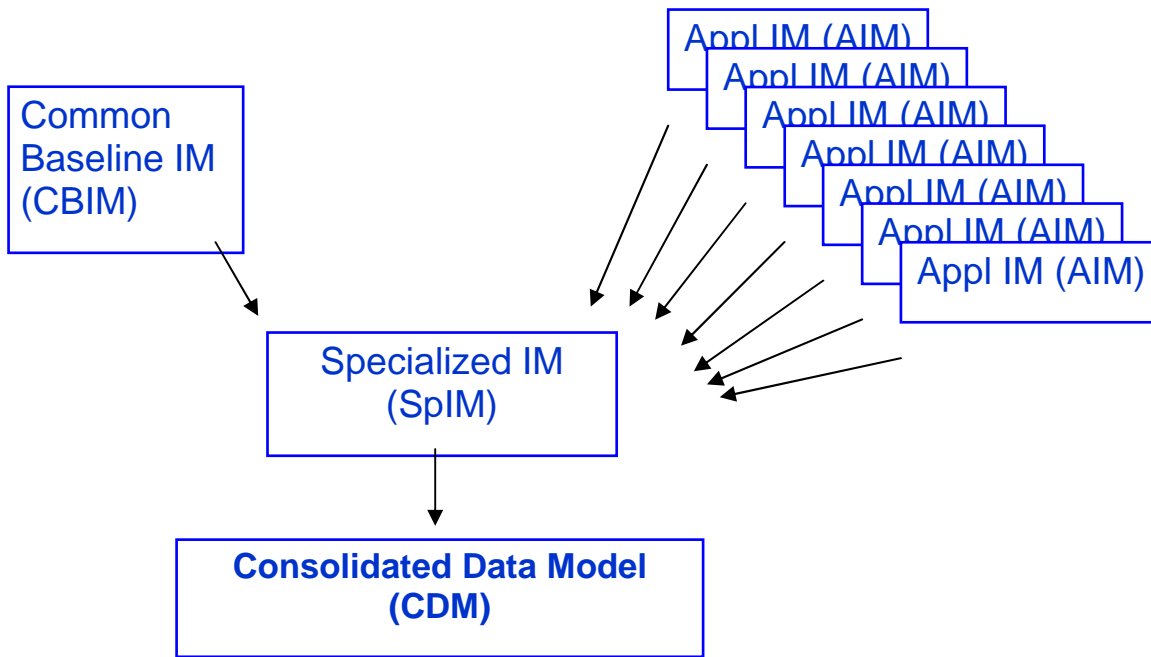 Appl IM (AIM)
Appl IM (AIM)
Appl IM (AIM)
Appl IM (AIM)
Appl IM (AIM)
Appl IM (AIM)
Appl IM (AIM)
Common
Baseline IM
(CBIM)
Specialized IM
(SpIM)
Consolidated Data Model
(CDM)